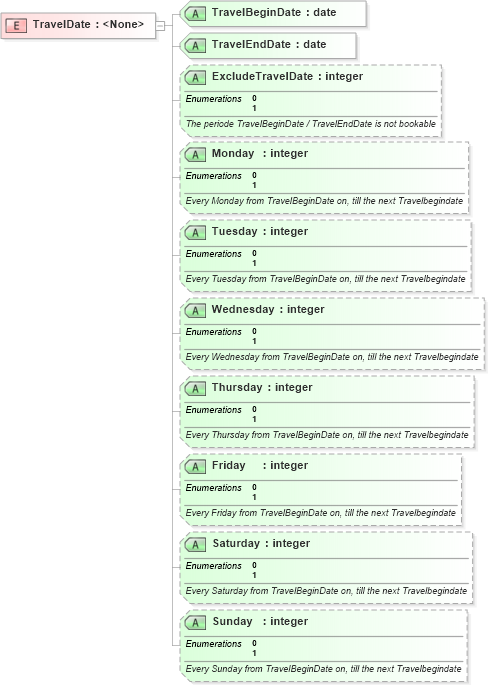 E TravelDate : <None>
A TravelBeginDate : date
A TravelEndDate : date
A ExcludeTravelDate : integer
Enumerations 0
1
The periode TravelBeginDate / TravelEndDate is not bookable
A Monday : integer
Enumerations 0
1
Every Monday from TravelBeginDate on, till the next Travelbegindate
A Tuesday : integer
Enumerations 0
1
Every Tuesday from TravelBeginDate on, till the next Travelbegindate
A Wednesday : integer
Enumerations 0
1
Every Wednesday from TravelBeginDate on, till the next Travelbegindate
A Thursday : integer
Enumerations 0
1
Every Thursday from TravelBeginDate on, till the next Travelbegindate
A Friday : integer
Enumerations 0
1
Every Friday from TravelBeginDate on, till the next Travelbegindate
A Saturday : integer
Enumerations 0
1
Every Saturday from TravelBeginDate on, till the next Travelbegindate
A Sunday : integer
Enumerations 0
1
Every Sunday from TravelBeginDate on, till the next Travelbegindate